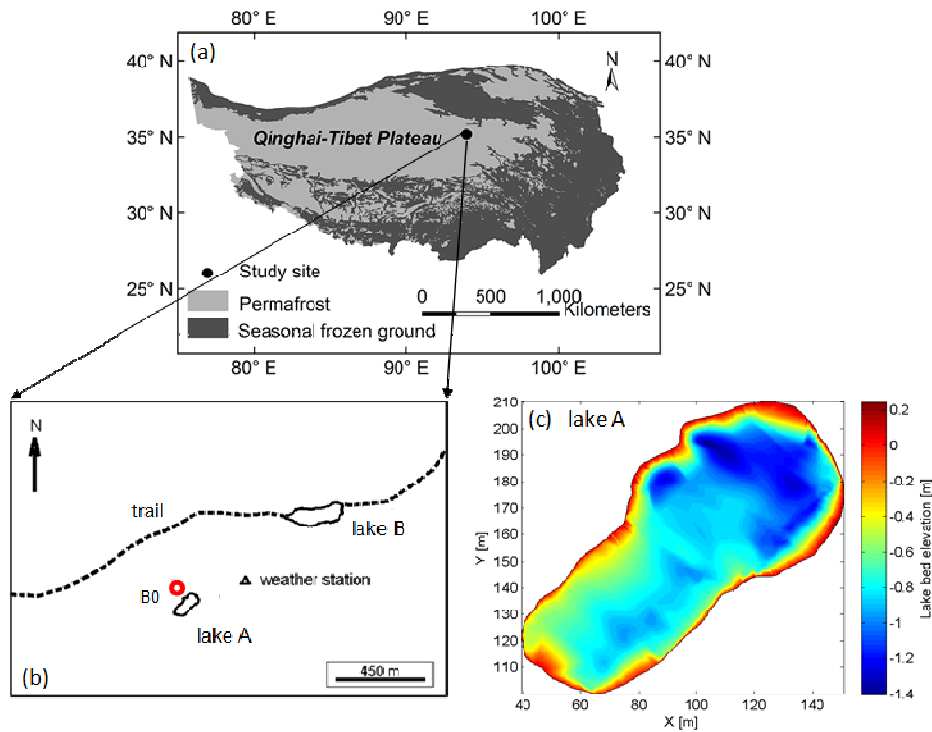 80° E 90° E 100° E
(a)
N
40° N 40° N
Qinghai-Tibet Plateau
35° N 35° N
30° N 30° N
25° N 25° N
Study site
Permafrost
Seasonal frozen ground
0 500 1,000
Kilometers
80° E 90° E 100° E
N
trail
lake B
weather station
B0
lake A
450 m
(b)
(c) lake A
210
200
190
180
170
160
150
140
130
120
110
Y [m]
40 60 80 100 120 140
X [m]
0.2
0
-0.2
-0.4
-0.6
-0.8
-1
-1.2
-1.4
Lake bed elevation [m]